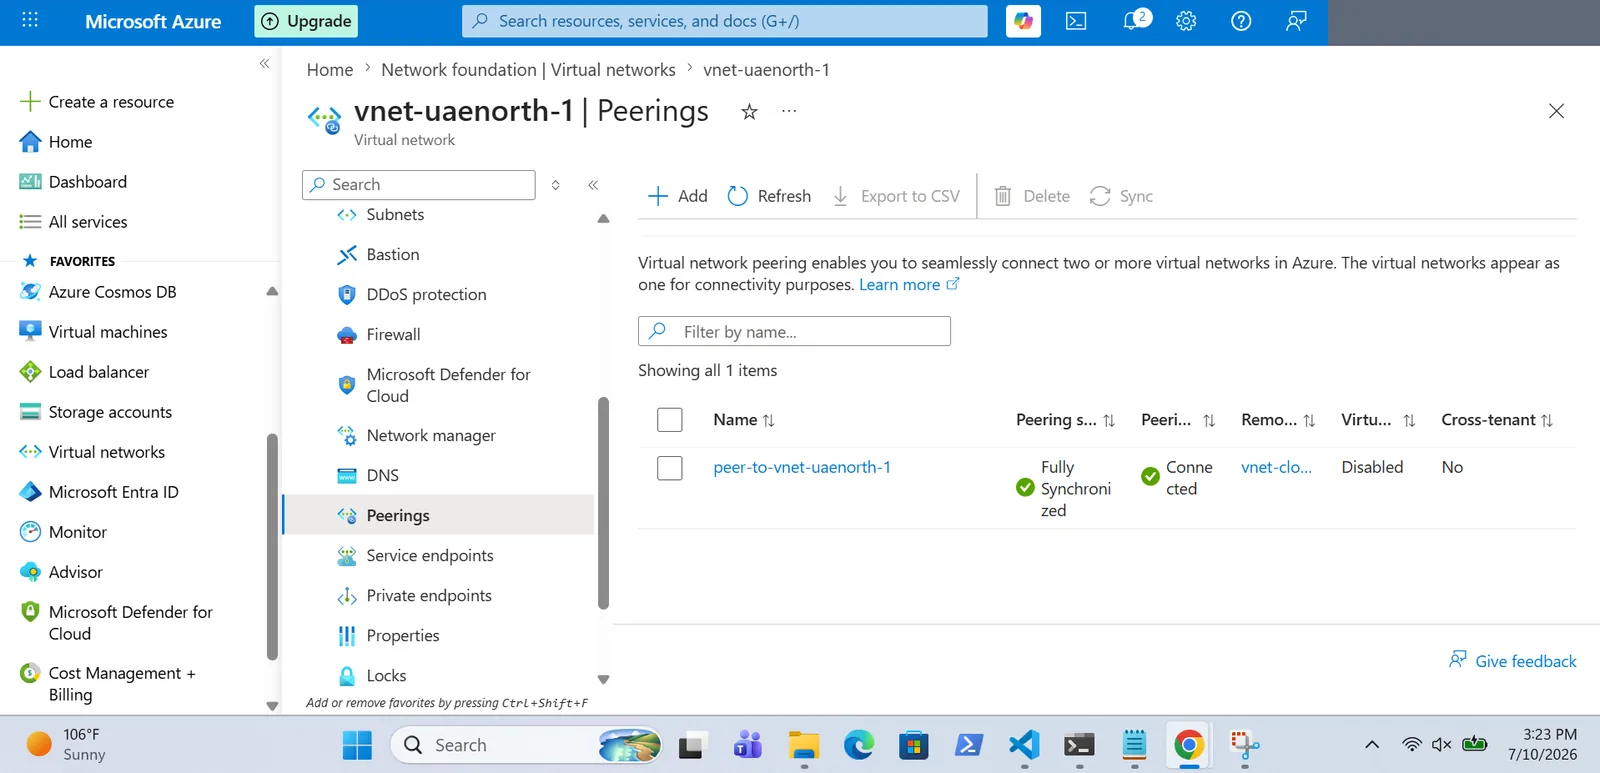 Microsoft Azure
Upgrade
Search resources, services, and docs (G+/)
2
Home > Network foundation | Virtual networks > vnet-uaenorth-1
Create a resource
Home
Dashboard
All services
FAVORITES
Azure Cosmos DB
Virtual machines
Load balancer
Storage accounts
Virtual networks
Microsoft Entra ID
Monitor
Advisor
Microsoft Defender for
Cloud
Cost Management +
Billing
vnet-uaenorth-1 | Peerings
Virtual network
Search
Subnets
Bastion
DDoS protection
Firewall
Microsoft Defender for
Cloud
Network manager
DNS
Peerings
Service endpoints
Private endpoints
Properties
Locks
Add or remove favorites by pressing Ctrl+Shift+F
Add Refresh Export to CSV Delete Sync
Virtual network peering enables you to seamlessly connect two or more virtual networks in Azure. The virtual networks appear as
one for connectivity purposes. Learn more
Filter by name...
Showing all 1 items
Name Peering s... Peeri... Remo... Virtu... Cross-tenant
peer-to-vnet-uaenorth-1
Fully
Synchroni
zed
Conne
cted
vnet-clo...
Disabled
No
Give feedback
106°F
Sunny
Search
3:23 PM
7/10/2026